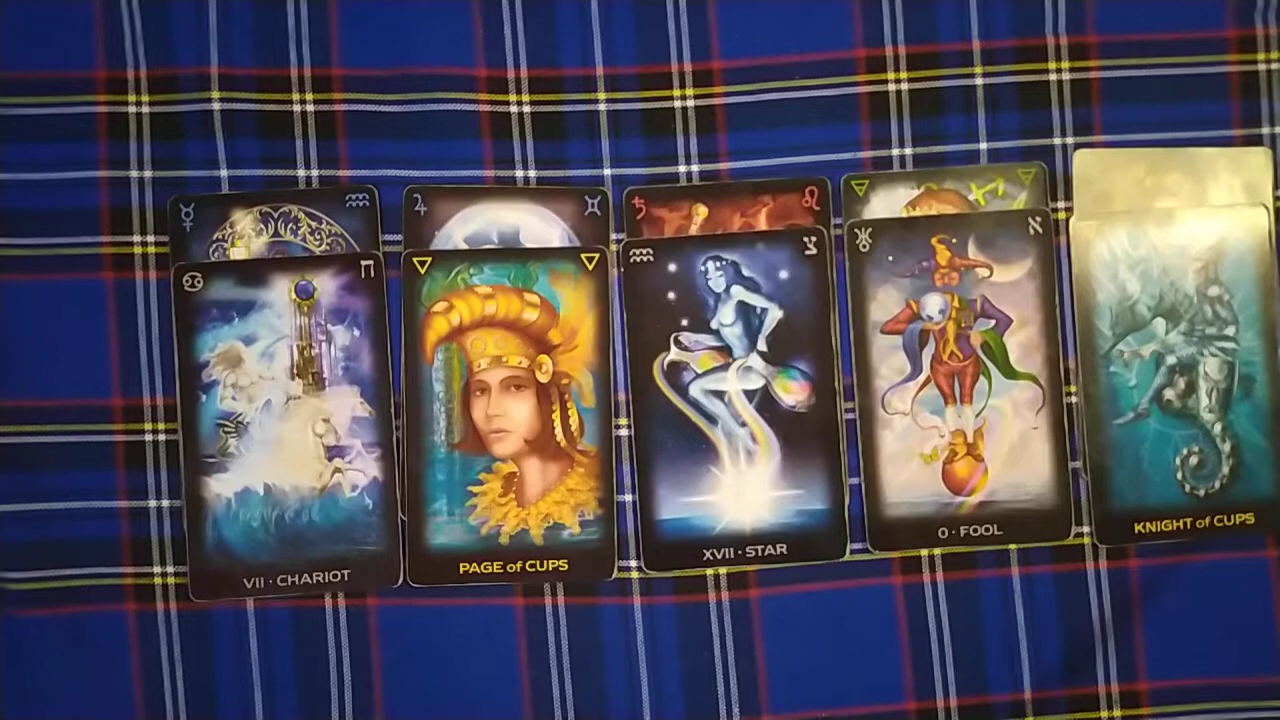 VII · CHARIOT
PAGE of CUPS
XVII · STAR
0 · FOOL
KNIGHT of CUPS